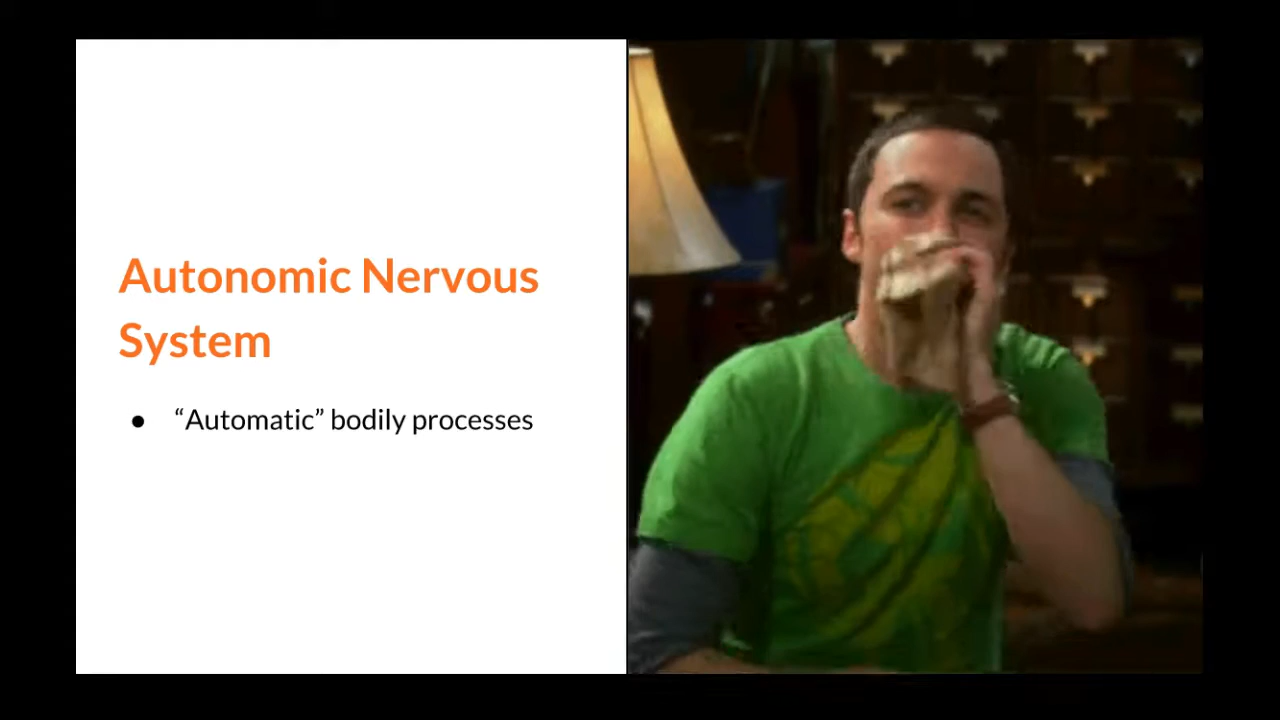 Autonomic Nervous
System
● “Automatic” bodily processes